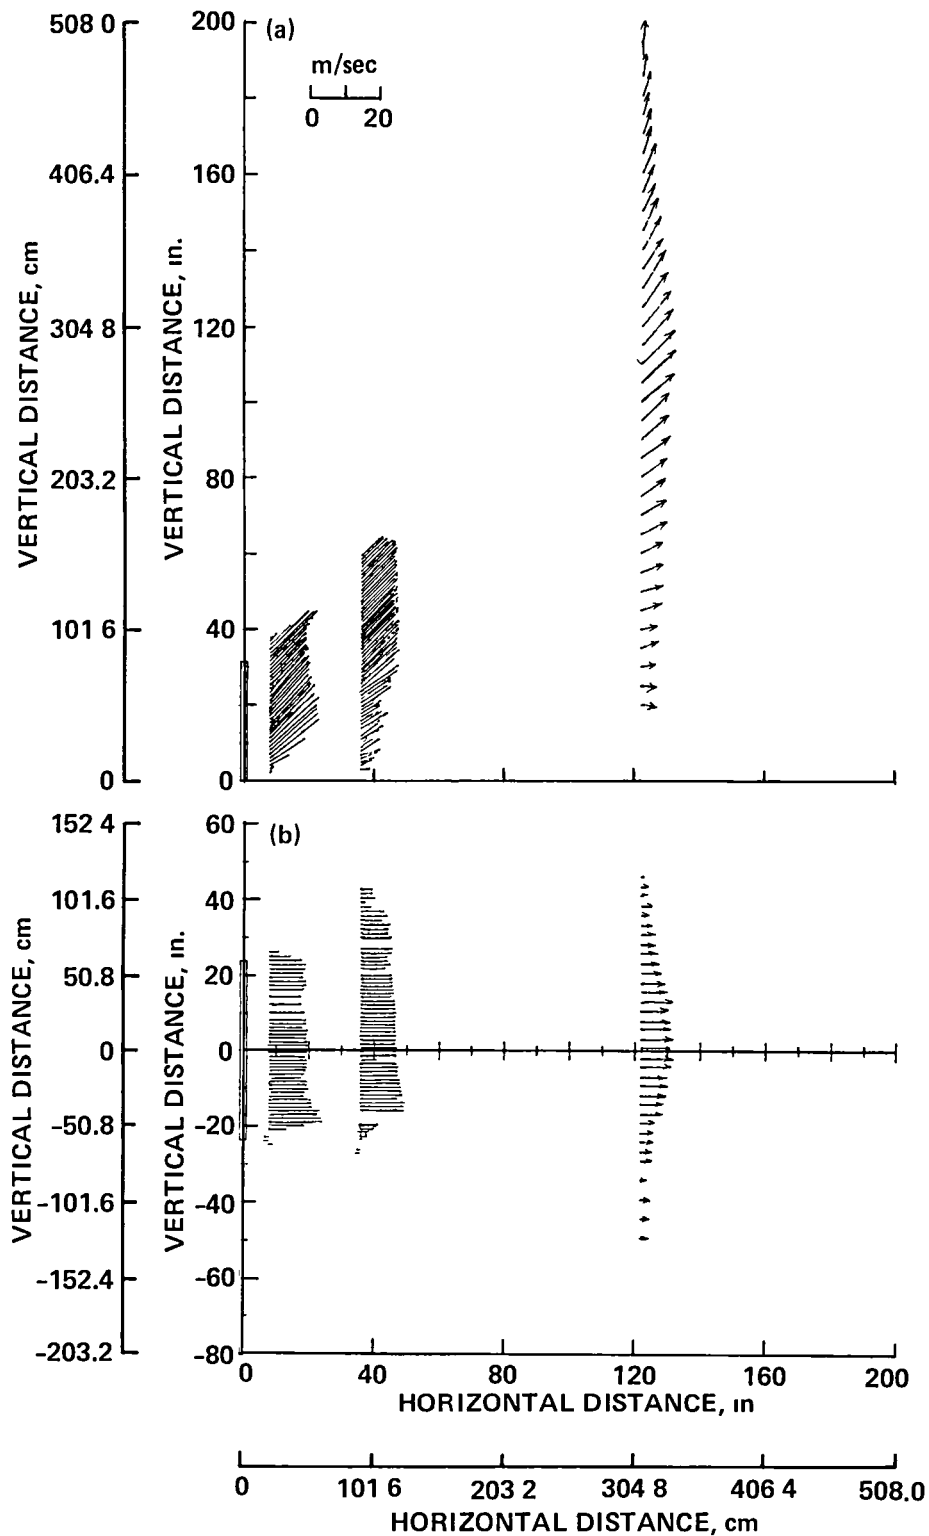 508 0
200
(a)
m/sec
0 20
406.4
160
VERTICAL DISTANCE, cm
VERTICAL DISTANCE, in.
304 8
120
203.2
80
101 6
40
0
0
152.4
60
(b)
101.6
40
50.8
20
0
0
-50.8
-20
-101.6
-40
-152.4
-60
-203.2
-80
VERTICAL DISTANCE, cm
VERTICAL DISTANCE, in.
0 40 80 120 160 200
HORIZONTAL DISTANCE, in
0 101 6 203 2 304 8 406 4 508.0
HORIZONTAL DISTANCE, cm